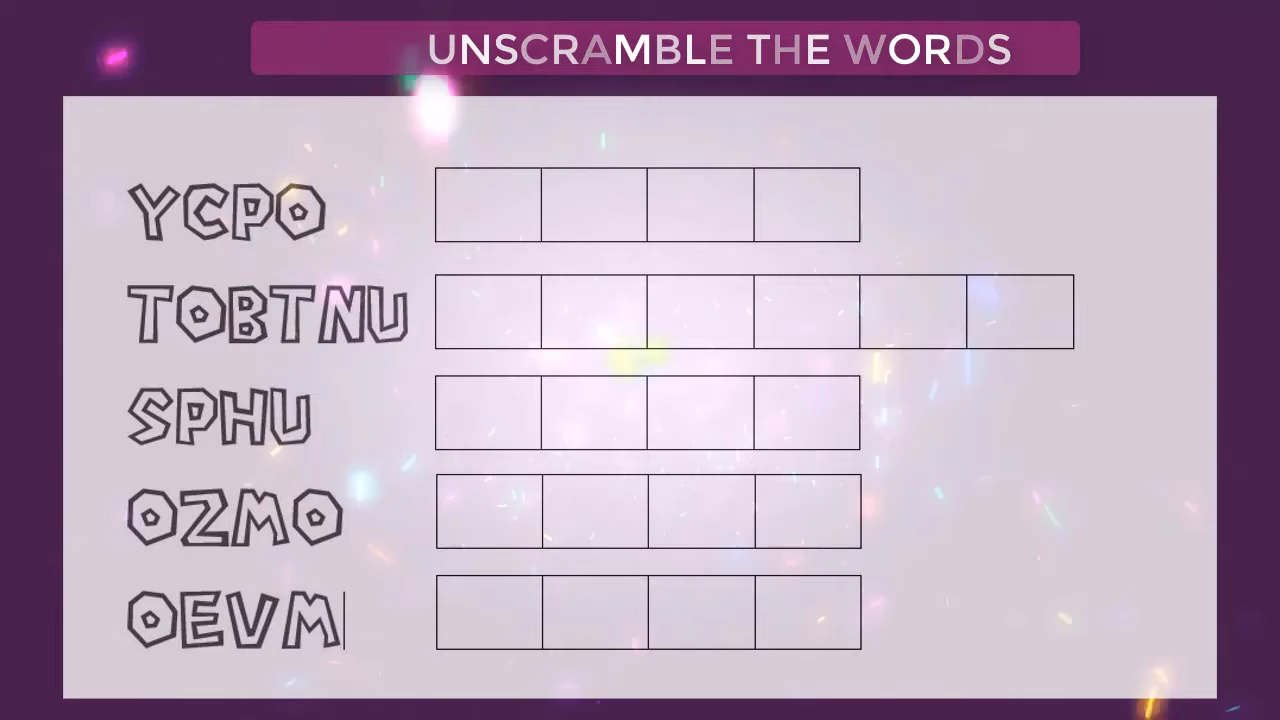 UNSCRAMBLE THE WORDS
YCPO
TOBTNU
SPHU
OZMO
OEVM